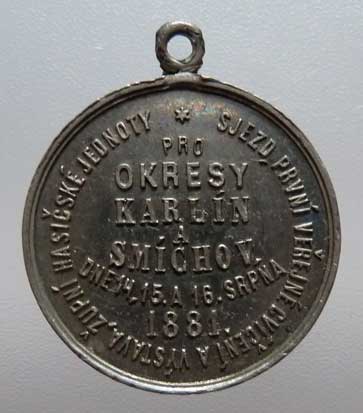 SJEZD, PRVNÍ VEŘEJNÉ CVIČENÍ A VÝSTAVA ŽUPNÍ HASIČSKÉ JEDNOTY *
PRO
OKRESY
KARLÍN
A
SMÍCHOV.
DNE 14, 15. A 16. SRPNA
1881.